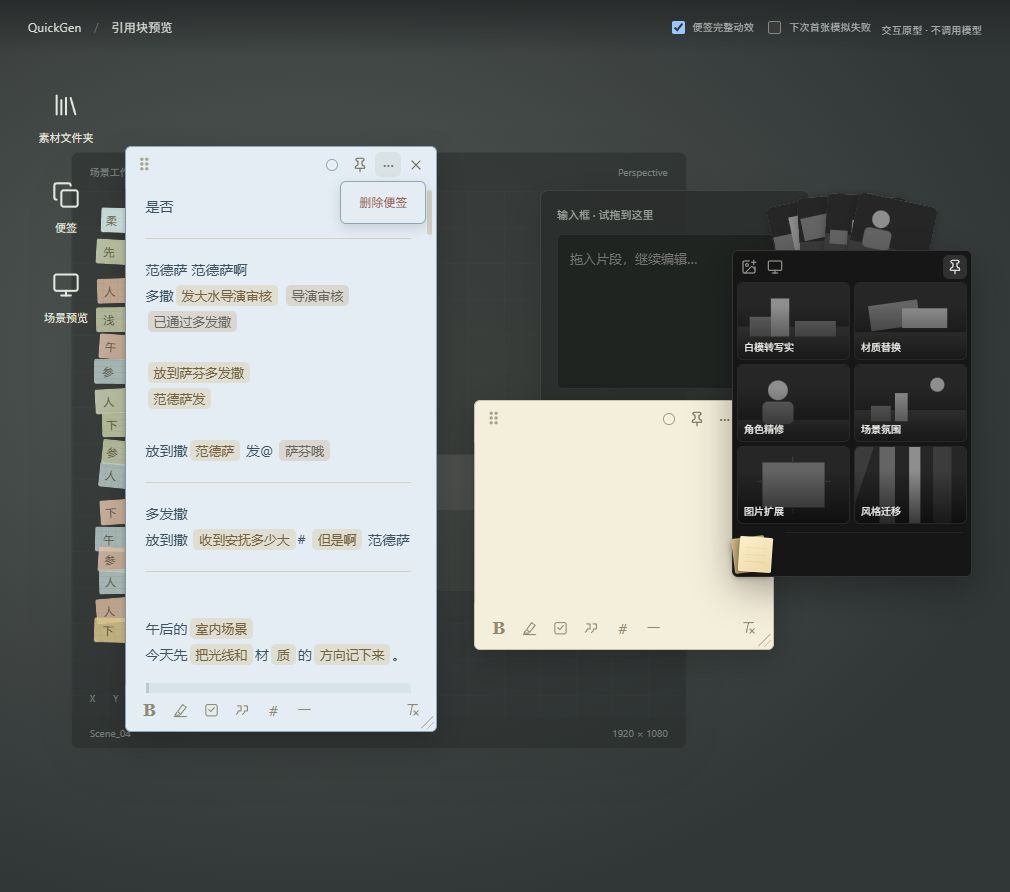 QuickGen / 引用块预览
便签完整动效
下次首张模拟失败
交互原型 · 不调用模型
素材文件夹
便签
场景预览
场景工作
Perspective
柔
先
人
浅
午
参
人
下
参
人
下
午
参
人
人
下
X Y
Scene_04
1920 × 1080
删除便签
是否
范德萨 范德萨啊
多撒 发大水导演审核 导演审核
已通过多发撒
放到萨芬多发撒
范德萨发
放到撒 范德萨 发@ 萨芬哦
多发撒
放到撒 收到安抚多少大 # 但是啊 范德萨
午后的 室内场景
今天先 把光线和 材 质 的 方向记下来 。
B # —
输入框 · 试拖到这里
拖入片段，继续编辑...
B # —
白模转写实
材质替换
角色精修
场景氛围
图片扩展
风格迁移